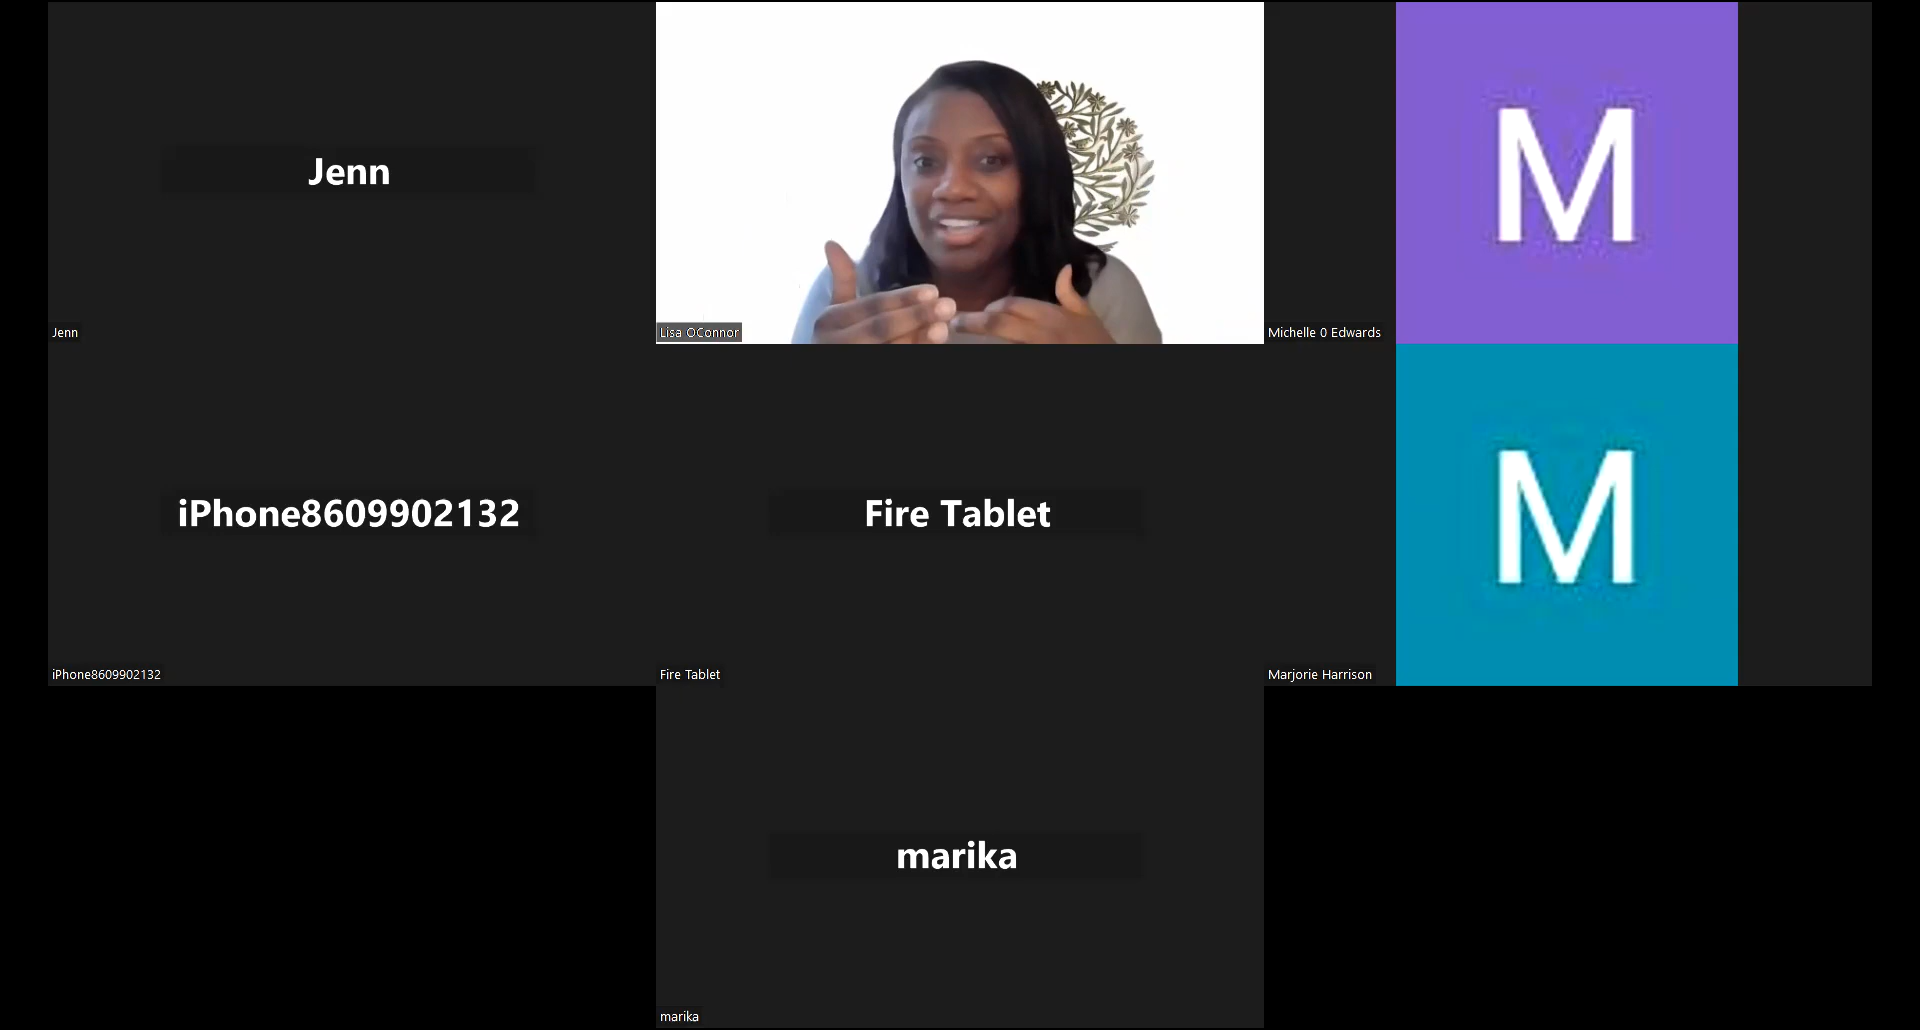 Jenn
Jenn
Lisa OConnor
M
Michelle 0 Edwards
iPhone8609902132
iPhone8609902132
Fire Tablet
Fire Tablet
M
Marjorie Harrison
marika
marika